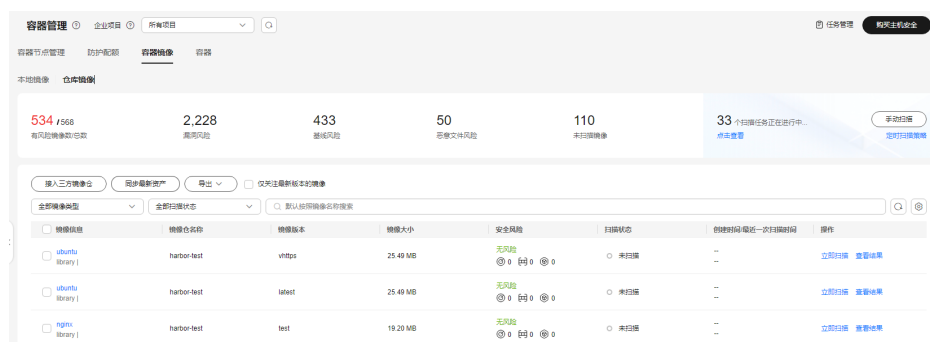 容器管理 企业项目 所有项目 任务管理 购买主机安全
容器节点管理 防护配额 容器镜像 容器
本地镜像 仓库镜像
534 / 568 2,228 433 50 110 33 个扫描任务正在进行中... 手动扫描
有风险镜像数/总数 漏洞风险 基线风险 恶意文件风险 未扫描镜像 点击查看 定时扫描策略
接入三方镜像仓 同步最新资产 导出 仅关注最新版本的镜像
全部镜像类型 全部扫描状态 默认按照镜像名称搜索
镜像信息 镜像仓名称 镜像版本 镜像大小 安全风险 扫描状态 创建时间/最近一次扫描时间 操作
ubuntu harbor-test vhttps 25.49 MB 无风险 未扫描 -- 立即扫描 查看结果
library | 0 0 0 --
ubuntu harbor-test latest 25.49 MB 无风险 未扫描 -- 立即扫描 查看结果
library | 0 0 0 --
nginx harbor-test test 19.20 MB 无风险 未扫描 -- 立即扫描 查看结果
library | 0 0 0 --